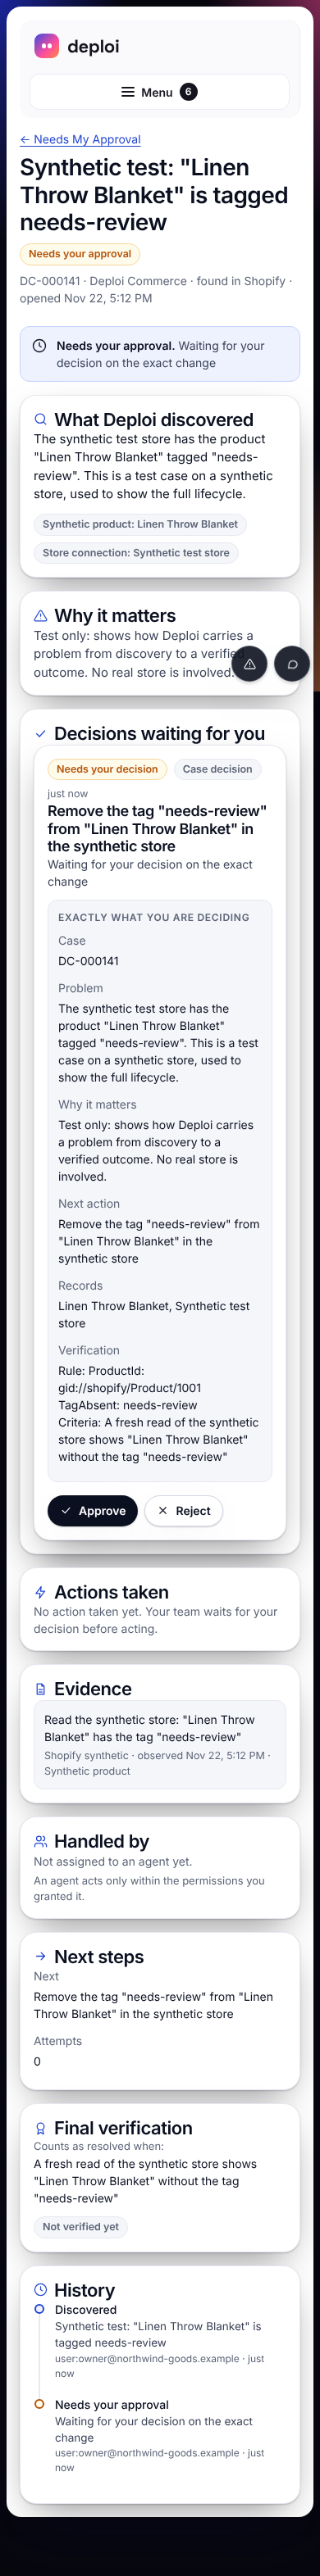 deploi
Menu 6
← Needs My Approval
Synthetic test: "Linen
Throw Blanket" is tagged
needs-review
Needs your approval
DC-000141 · Deploi Commerce · found in Shopify ·
opened Nov 22, 5:12 PM
Needs your approval. Waiting for your
decision on the exact change
What Deploi discovered
The synthetic test store has the product
"Linen Throw Blanket" tagged "needs-
review". This is a test case on a synthetic
store, used to show the full lifecycle.
Synthetic product: Linen Throw Blanket
Store connection: Synthetic test store
Why it matters
Test only: shows how Deploi carries a
problem from discovery to a verified
outcome. No real store is involved.
Decisions waiting for you
Needs your decision Case decision
just now
Remove the tag "needs-review"
from "Linen Throw Blanket" in
the synthetic store
Waiting for your decision on the exact
change
EXACTLY WHAT YOU ARE DECIDING
Case
DC-000141
Problem
The synthetic test store has the
product "Linen Throw Blanket"
tagged "needs-review". This is a test
case on a synthetic store, used to
show the full lifecycle.
Why it matters
Test only: shows how Deploi carries
a problem from discovery to a
verified outcome. No real store is
involved.
Next action
Remove the tag "needs-review" from
"Linen Throw Blanket" in the
synthetic store
Records
Linen Throw Blanket, Synthetic test
store
Verification
Rule: ProductId:
gid://shopify/Product/1001
TagAbsent: needs-review
Criteria: A fresh read of the synthetic
store shows "Linen Throw Blanket"
without the tag "needs-review"
Approve Reject
Actions taken
No action taken yet. Your team waits for your
decision before acting.
Evidence
Read the synthetic store: "Linen Throw
Blanket" has the tag "needs-review"
Shopify synthetic · observed Nov 22, 5:12 PM ·
Synthetic product
Handled by
Not assigned to an agent yet.
An agent acts only within the permissions you
granted it.
Next steps
Next
Remove the tag "needs-review" from "Linen
Throw Blanket" in the synthetic store
Attempts
0
Final verification
Counts as resolved when:
A fresh read of the synthetic store shows
"Linen Throw Blanket" without the tag
"needs-review"
Not verified yet
History
Discovered
Synthetic test: "Linen Throw Blanket" is
tagged needs-review
user:owner@northwind-goods.example · just
now
Needs your approval
Waiting for your decision on the exact
change
user:owner@northwind-goods.example · just
now